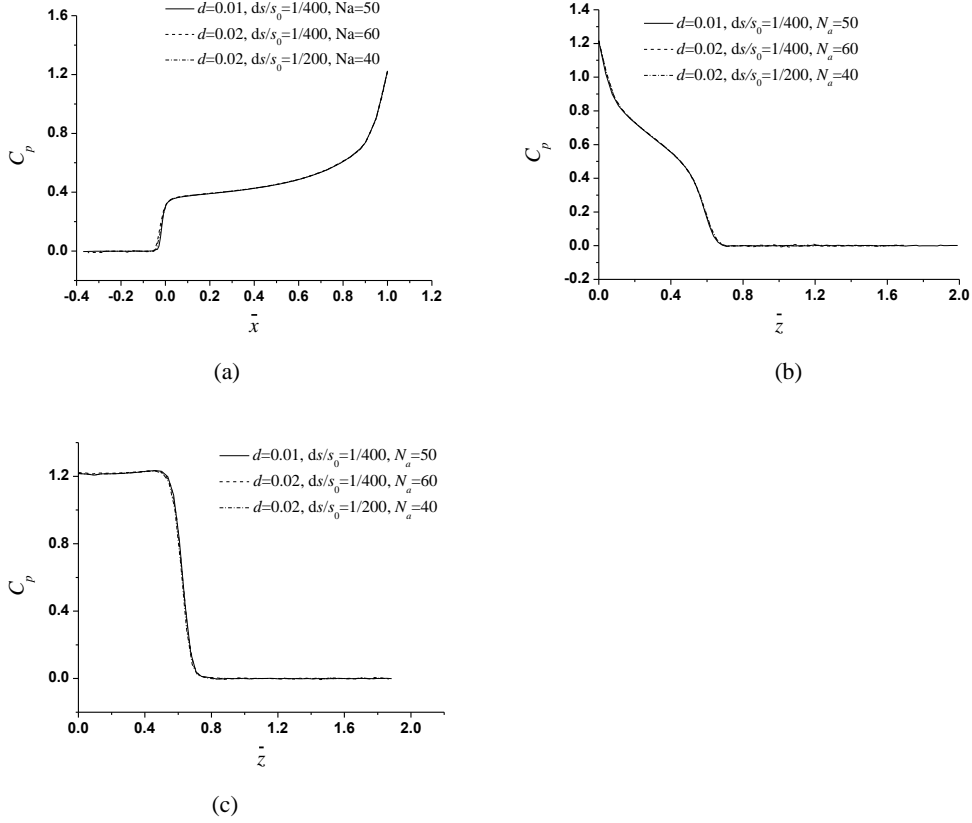 d=0.01, ds/s0=1/400, Na=50
d=0.02, ds/s0=1/400, Na=60
d=0.02, ds/s0=1/200, Na=40
1.6
1.2
0.8
0.4
0.0
Cp
-0.4 -0.2 0.0 0.2 0.4 0.6 0.8 1.0 1.2
x̄
(a)
d=0.01, ds/s0=1/400, Na=50
d=0.02, ds/s0=1/400, Na=60
d=0.02, ds/s0=1/200, Na=40
1.4
1.2
1.0
0.8
0.6
0.4
0.2
0.0
-0.2
Cp
0.0 0.4 0.8 1.2 1.6 2.0
z̄
(b)
d=0.01, ds/s0=1/400, Na=50
d=0.02, ds/s0=1/400, Na=60
d=0.02, ds/s0=1/200, Na=40
1.2
0.8
0.4
0.0
Cp
0.0 0.4 0.8 1.2 1.6 2.0
z̄
(c)